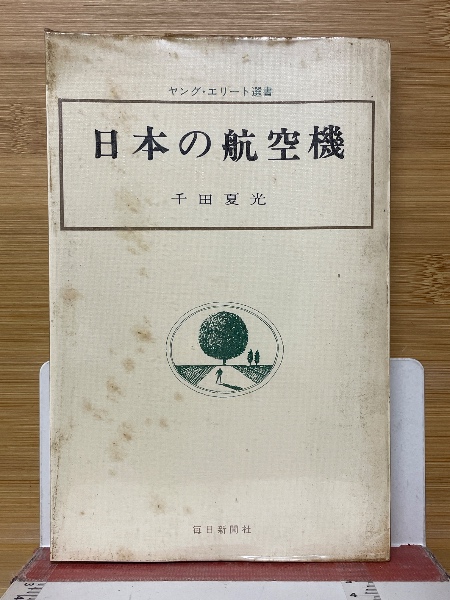 ヤング・エリート選書
日本の航空機
千田夏光
毎日新聞社